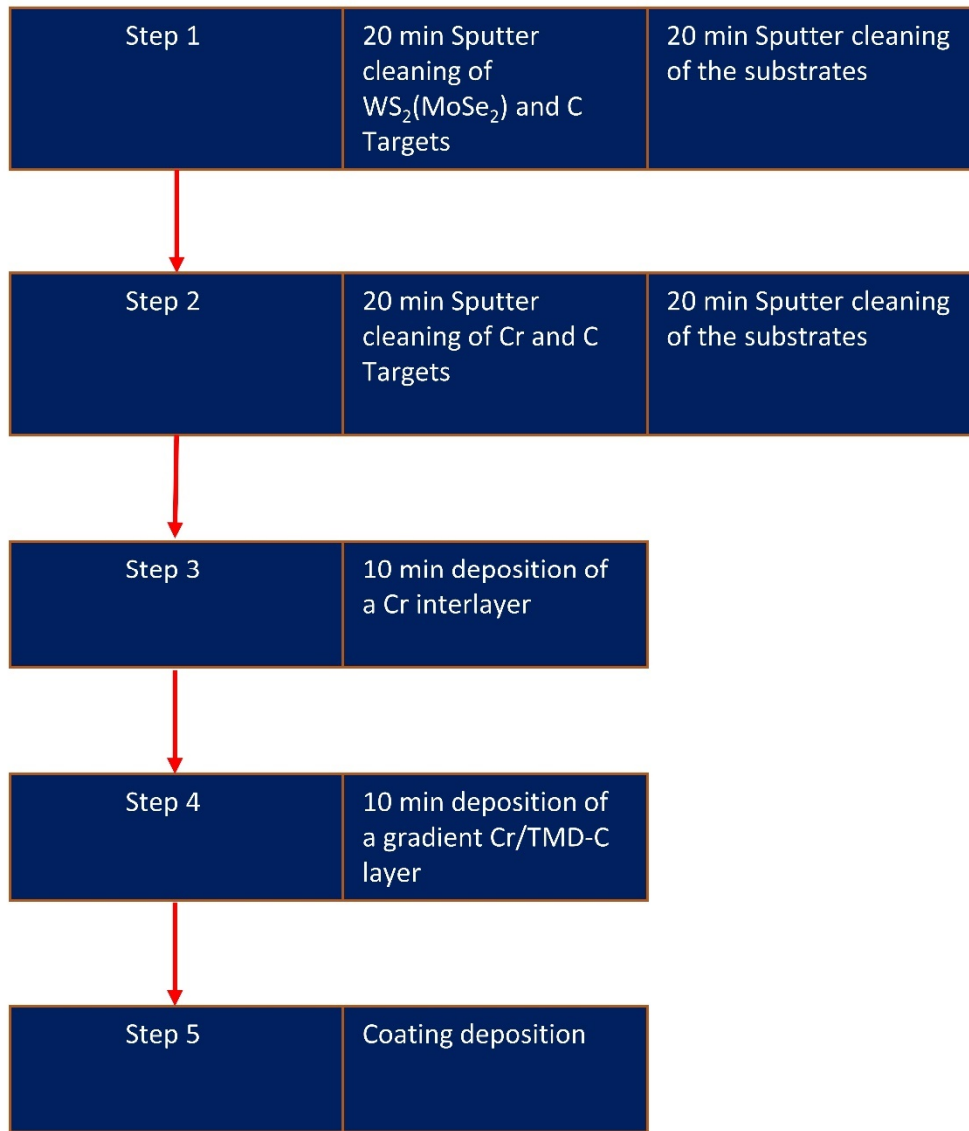 Step 1
20 min Sputter
cleaning of
WS₂(MoSe₂) and C
Targets
20 min Sputter cleaning
of the substrates
Step 2
20 min Sputter
cleaning of Cr and C
Targets
20 min Sputter cleaning
of the substrates
Step 3
10 min deposition of
a Cr interlayer
Step 4
10 min deposition of
a gradient Cr/TMD-C
layer
Step 5
Coating deposition